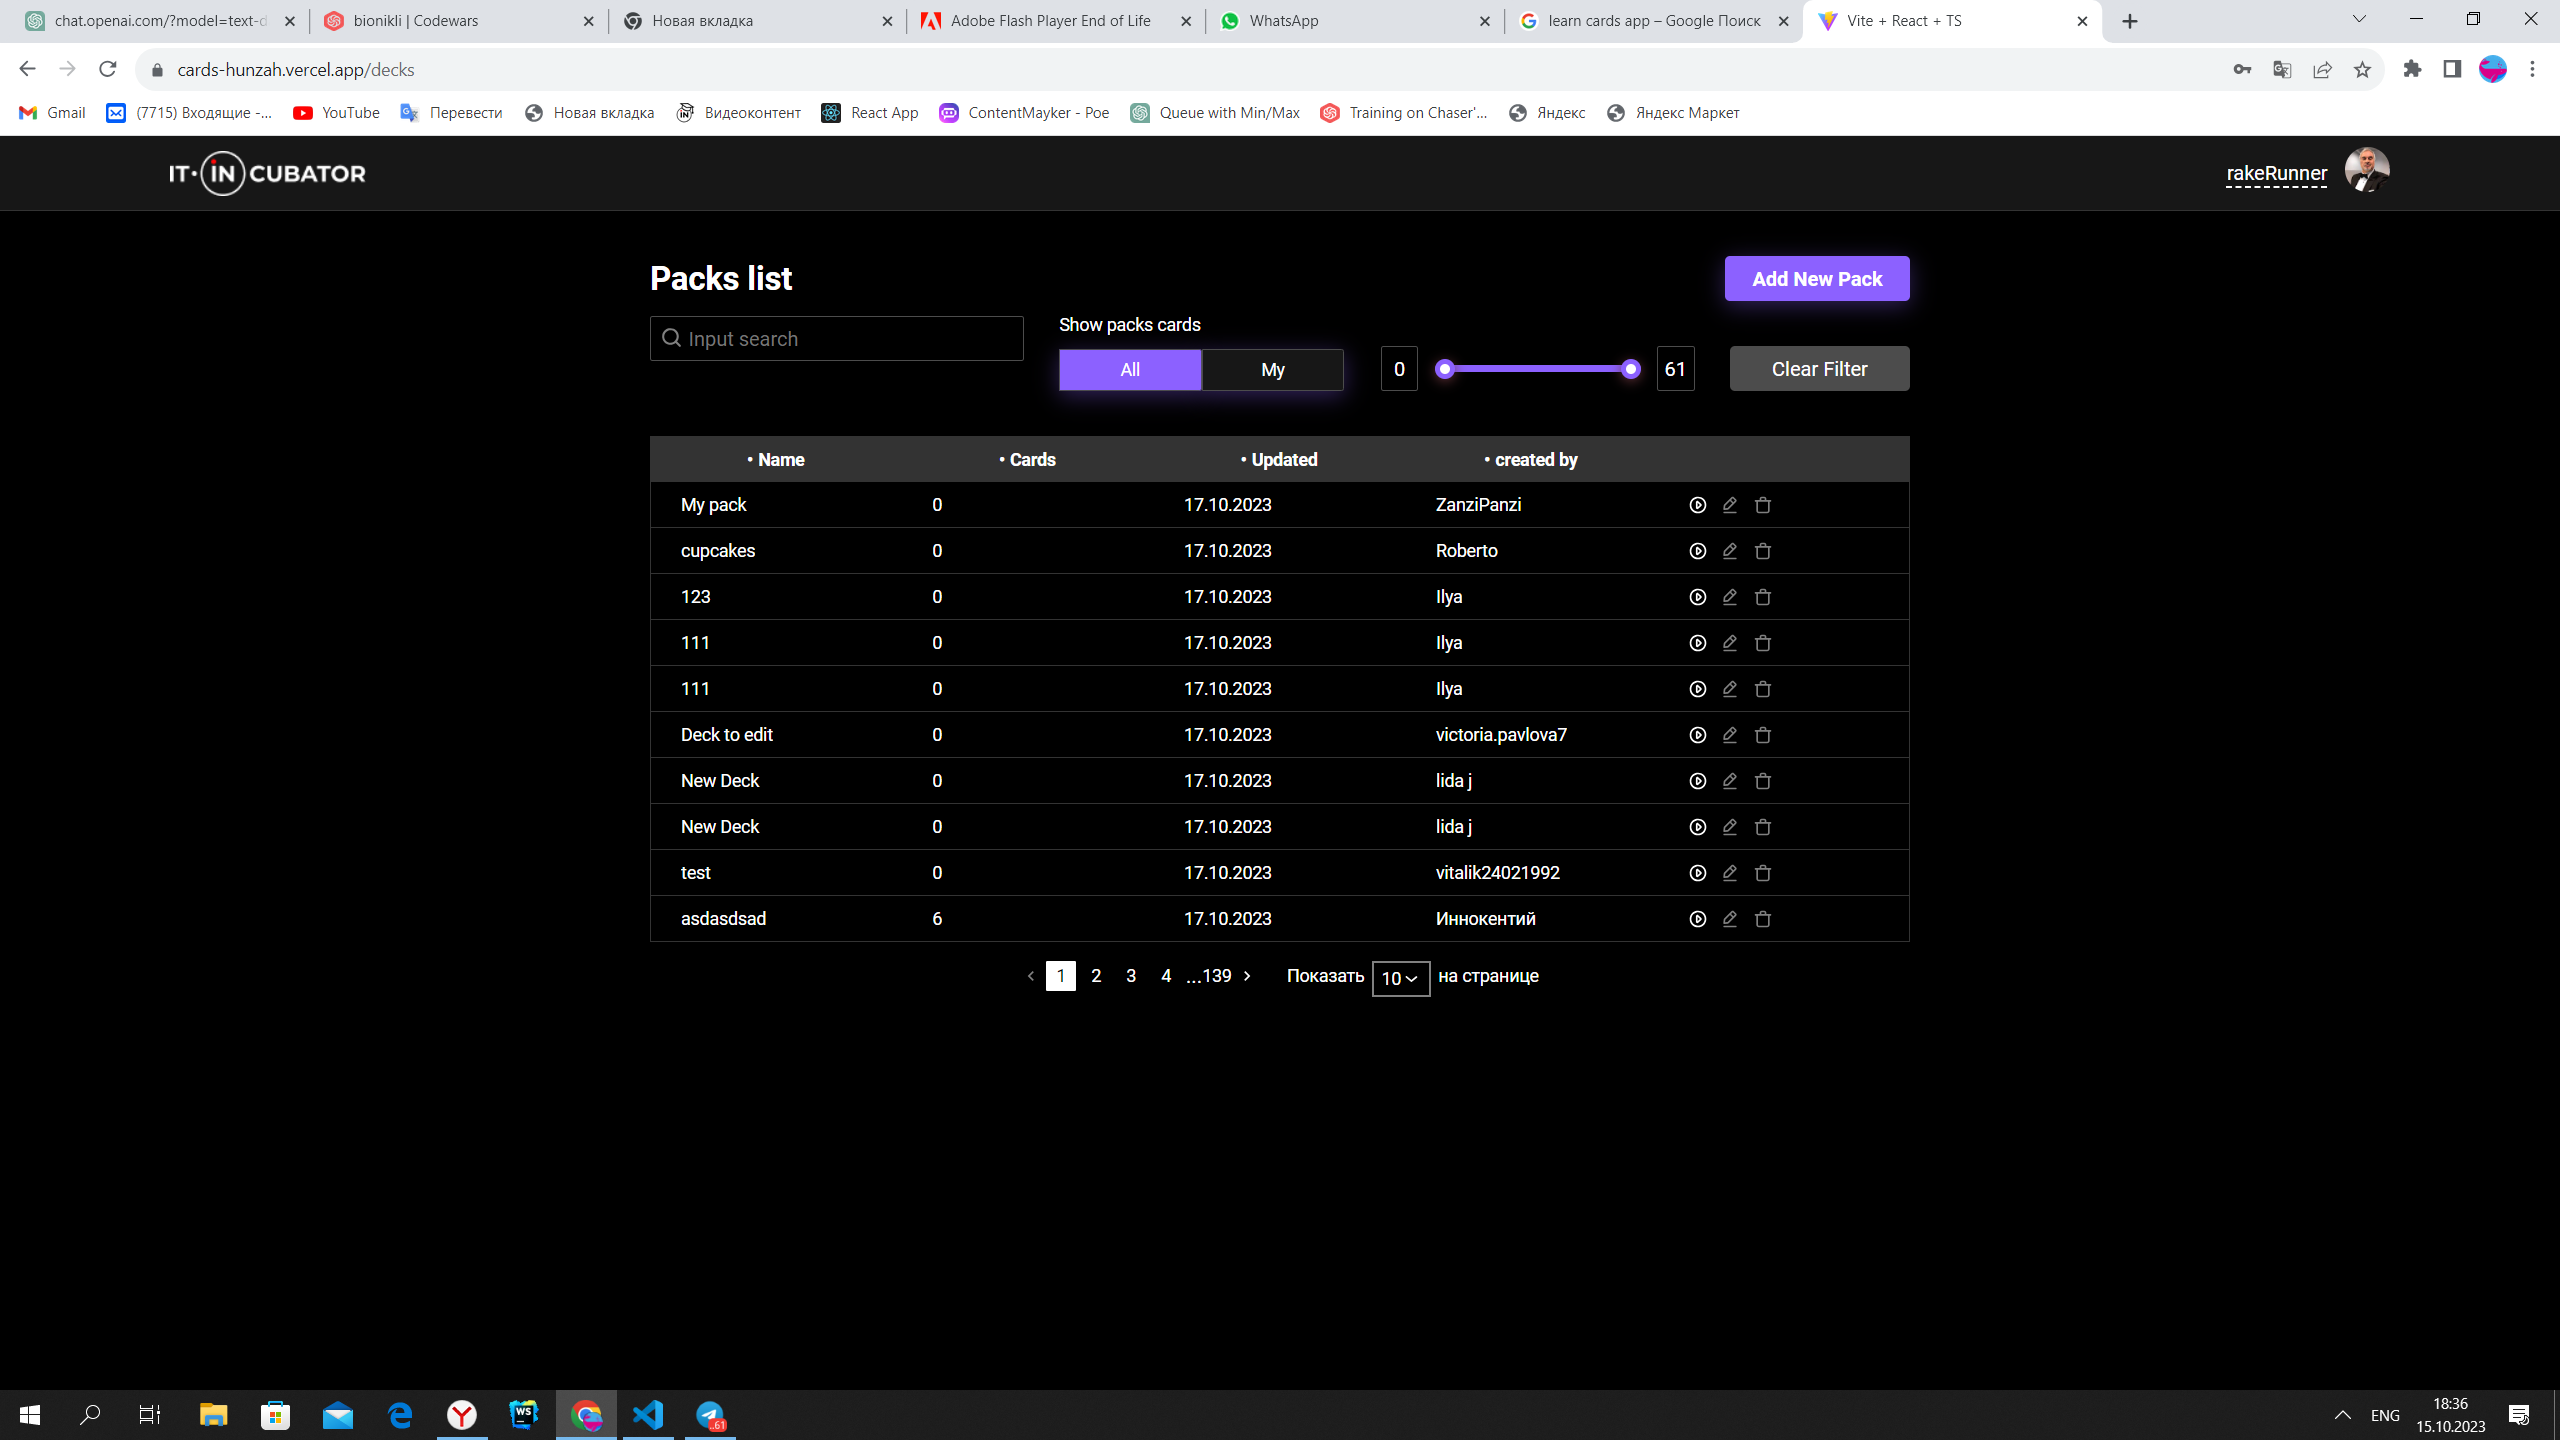 chat.openai.com/?model=text-d
bionikli | Codewars
Новая вкладка
Adobe Flash Player End of Life
WhatsApp
learn cards app – Google Поиск
Vite + React + TS
cards-hunzah.vercel.app/decks
Gmail
(7715) Входящие -...
YouTube
Перевести
Новая вкладка
Видеоконтент
React App
ContentMayker - Poe
Queue with Min/Max
Training on Chaser'...
Яндекс
Яндекс Маркет
IT·INCUBATOR
rakeRunner
Packs list
Add New Pack
Input search
Show packs cards
All My
0 61
Clear Filter
• Name • Cards • Updated • created by
My pack 0 17.10.2023 ZanziPanzi
cupcakes 0 17.10.2023 Roberto
123 0 17.10.2023 Ilya
111 0 17.10.2023 Ilya
111 0 17.10.2023 Ilya
Deck to edit 0 17.10.2023 victoria.pavlova7
New Deck 0 17.10.2023 lida j
New Deck 0 17.10.2023 lida j
test 0 17.10.2023 vitalik24021992
asdasdsad 6 17.10.2023 Иннокентий
1 2 3 4 ...139 Показать 10 на странице
WS
..61
ENG
18:36
15.10.2023